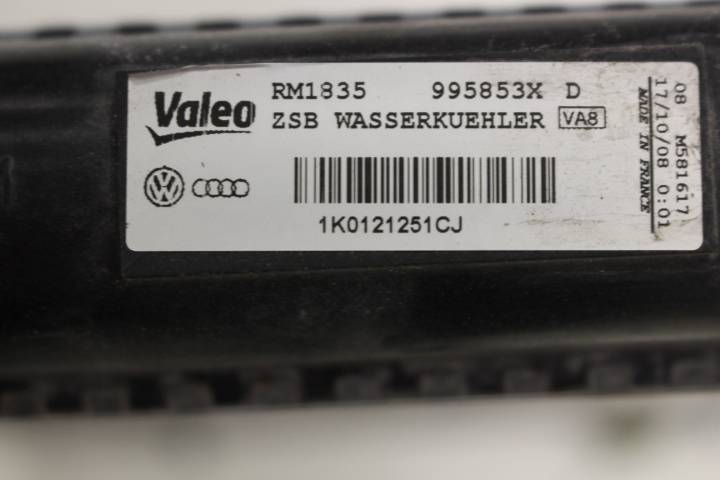 Valeo
RM1835 995853X D
ZSB WASSERKUEHLER VA8
1K0121251CJ
08 M581617
17/10/08 0:01
MADE IN FRANCE